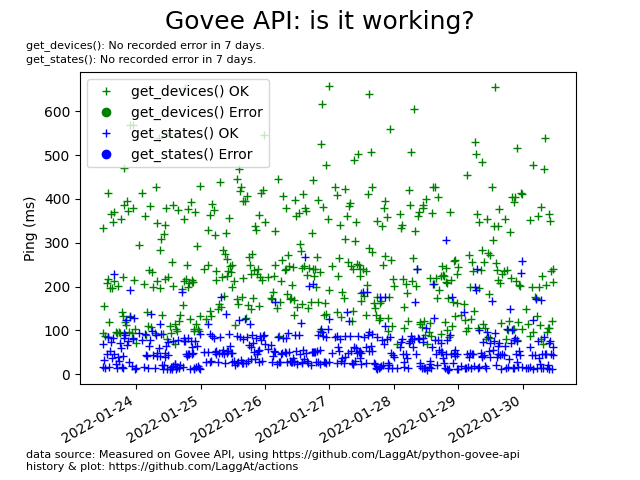 Govee API: is it working?
get_devices(): No recorded error in 7 days.
get_states(): No recorded error in 7 days.
get_devices() OK
get_devices() Error
get_states() OK
get_states() Error
600
500
400
300
200
100
0
Ping (ms)
2022-01-24
2022-01-25
2022-01-26
2022-01-27
2022-01-28
2022-01-29
2022-01-30
data source: Measured on Govee API, using https://github.com/LaggAt/python-govee-api
history & plot: https://github.com/LaggAt/actions